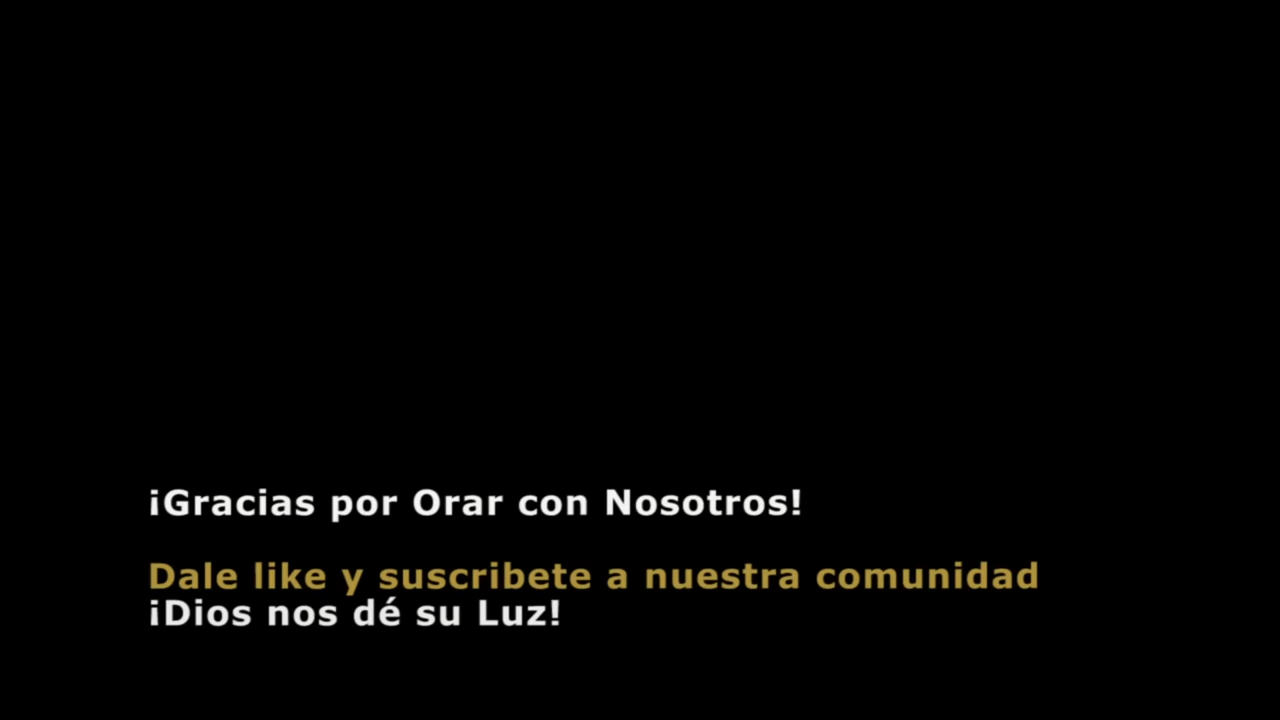 ¡Gracias por Orar con Nosotros!
Dale like y suscribete a nuestra comunidad
¡Dios nos dé su Luz!